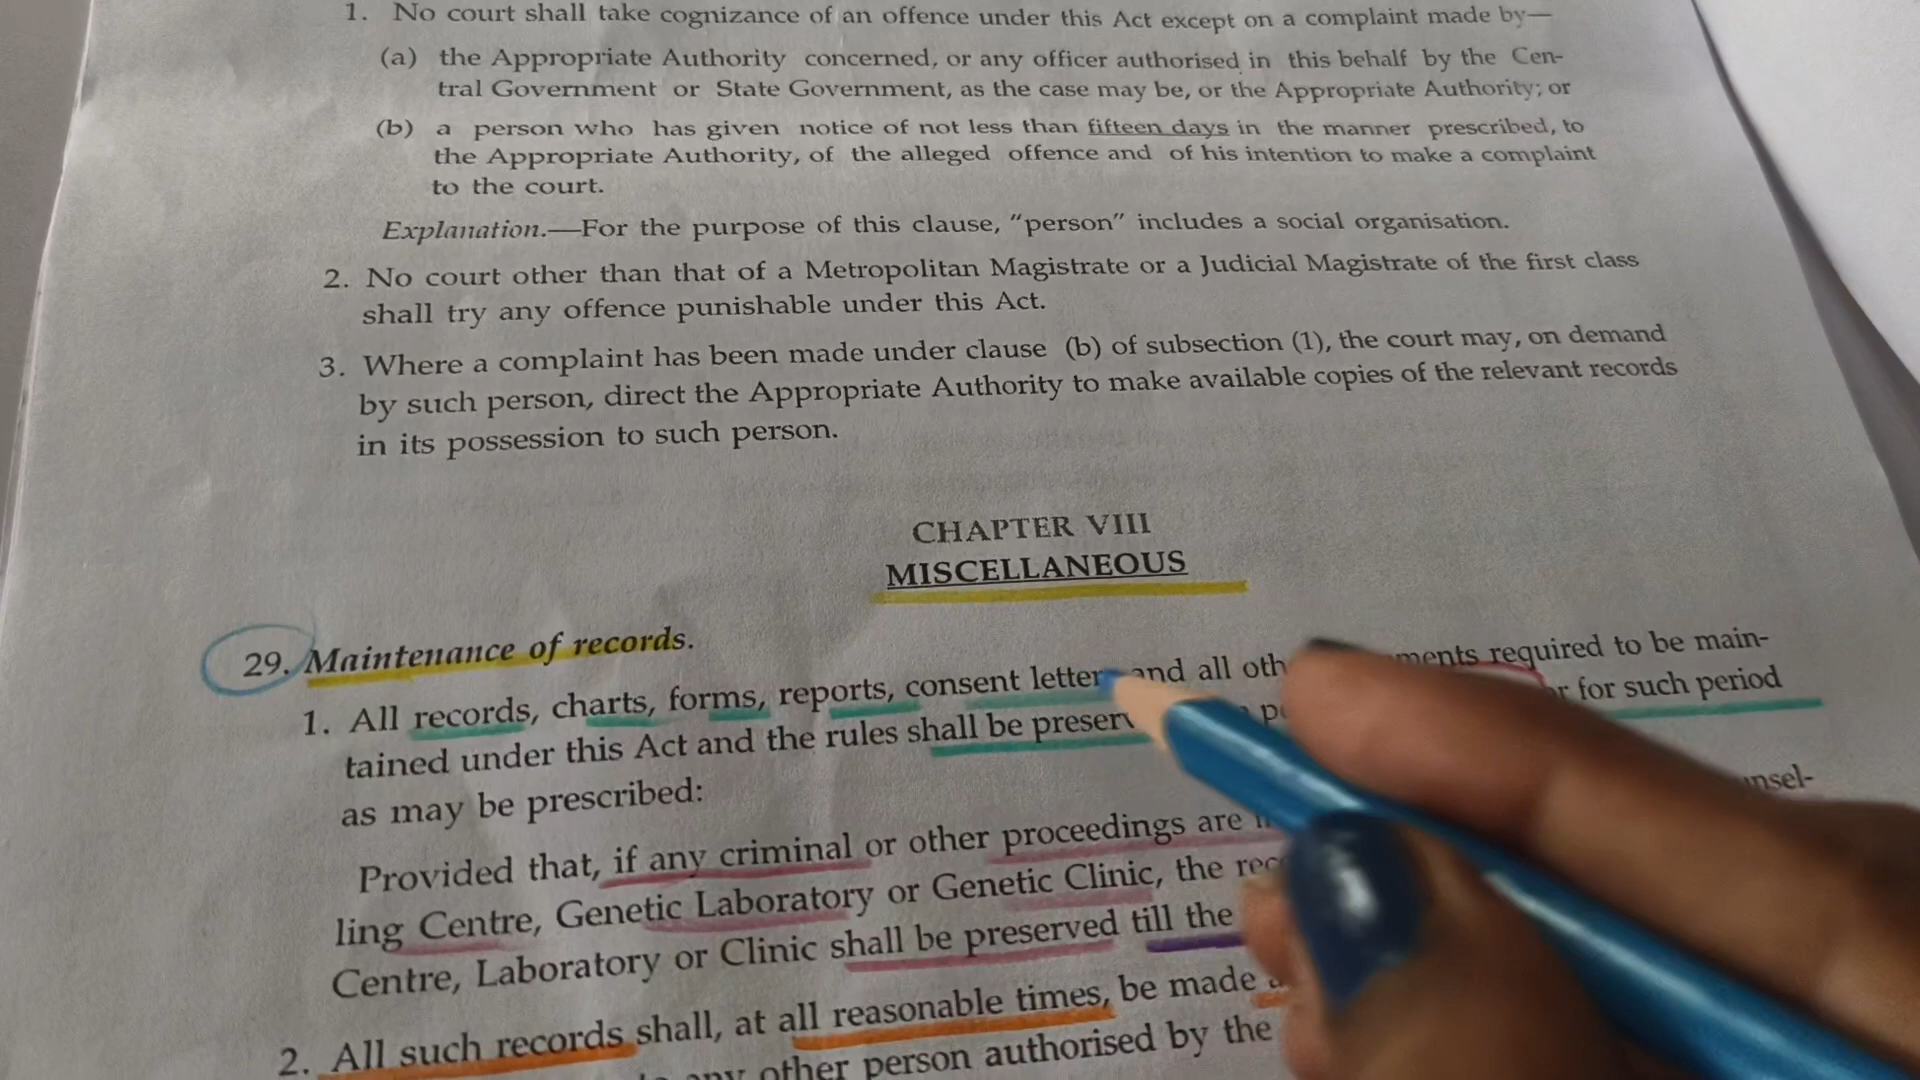 1. No court shall take cognizance of an offence under this Act except on a complaint made by—
(a) the Appropriate Authority concerned, or any officer authorised in this behalf by the Cen-
tral Government or State Government, as the case may be, or the Appropriate Authority; or
(b) a person who has given notice of not less than fifteen days in the manner prescribed, to
the Appropriate Authority, of the alleged offence and of his intention to make a complaint
to the court.
Explanation.—For the purpose of this clause, “person” includes a social organisation.
2. No court other than that of a Metropolitan Magistrate or a Judicial Magistrate of the first class
shall try any offence punishable under this Act.
3. Where a complaint has been made under clause (b) of subsection (1), the court may, on demand
by such person, direct the Appropriate Authority to make available copies of the relevant records
in its possession to such person.
CHAPTER VIII
MISCELLANEOUS
29. Maintenance of records.
1. All records, charts, forms, reports, consent letter and all required to be main-
tained under this Act and the rules shall be for such period
as may be prescribed:
Provided that, if any criminal or other proceedings are
ling Centre, Genetic Laboratory or Genetic Clinic, the
Centre, Laboratory or Clinic shall be preserved till the
2. All such records shall, at all reasonable times, be made
any other person authorised by the